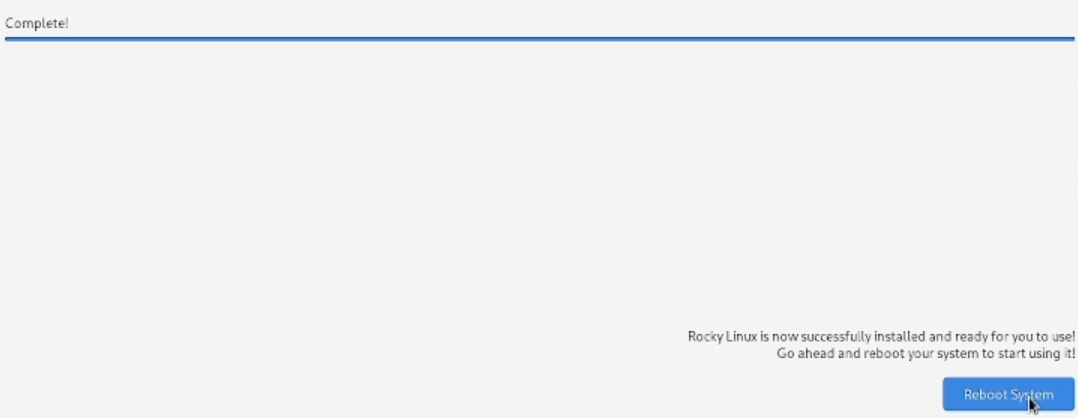 Complete!
Rocky Linux is now successfully installed and ready for you to use!
Go ahead and reboot your system to start using it!
Reboot System